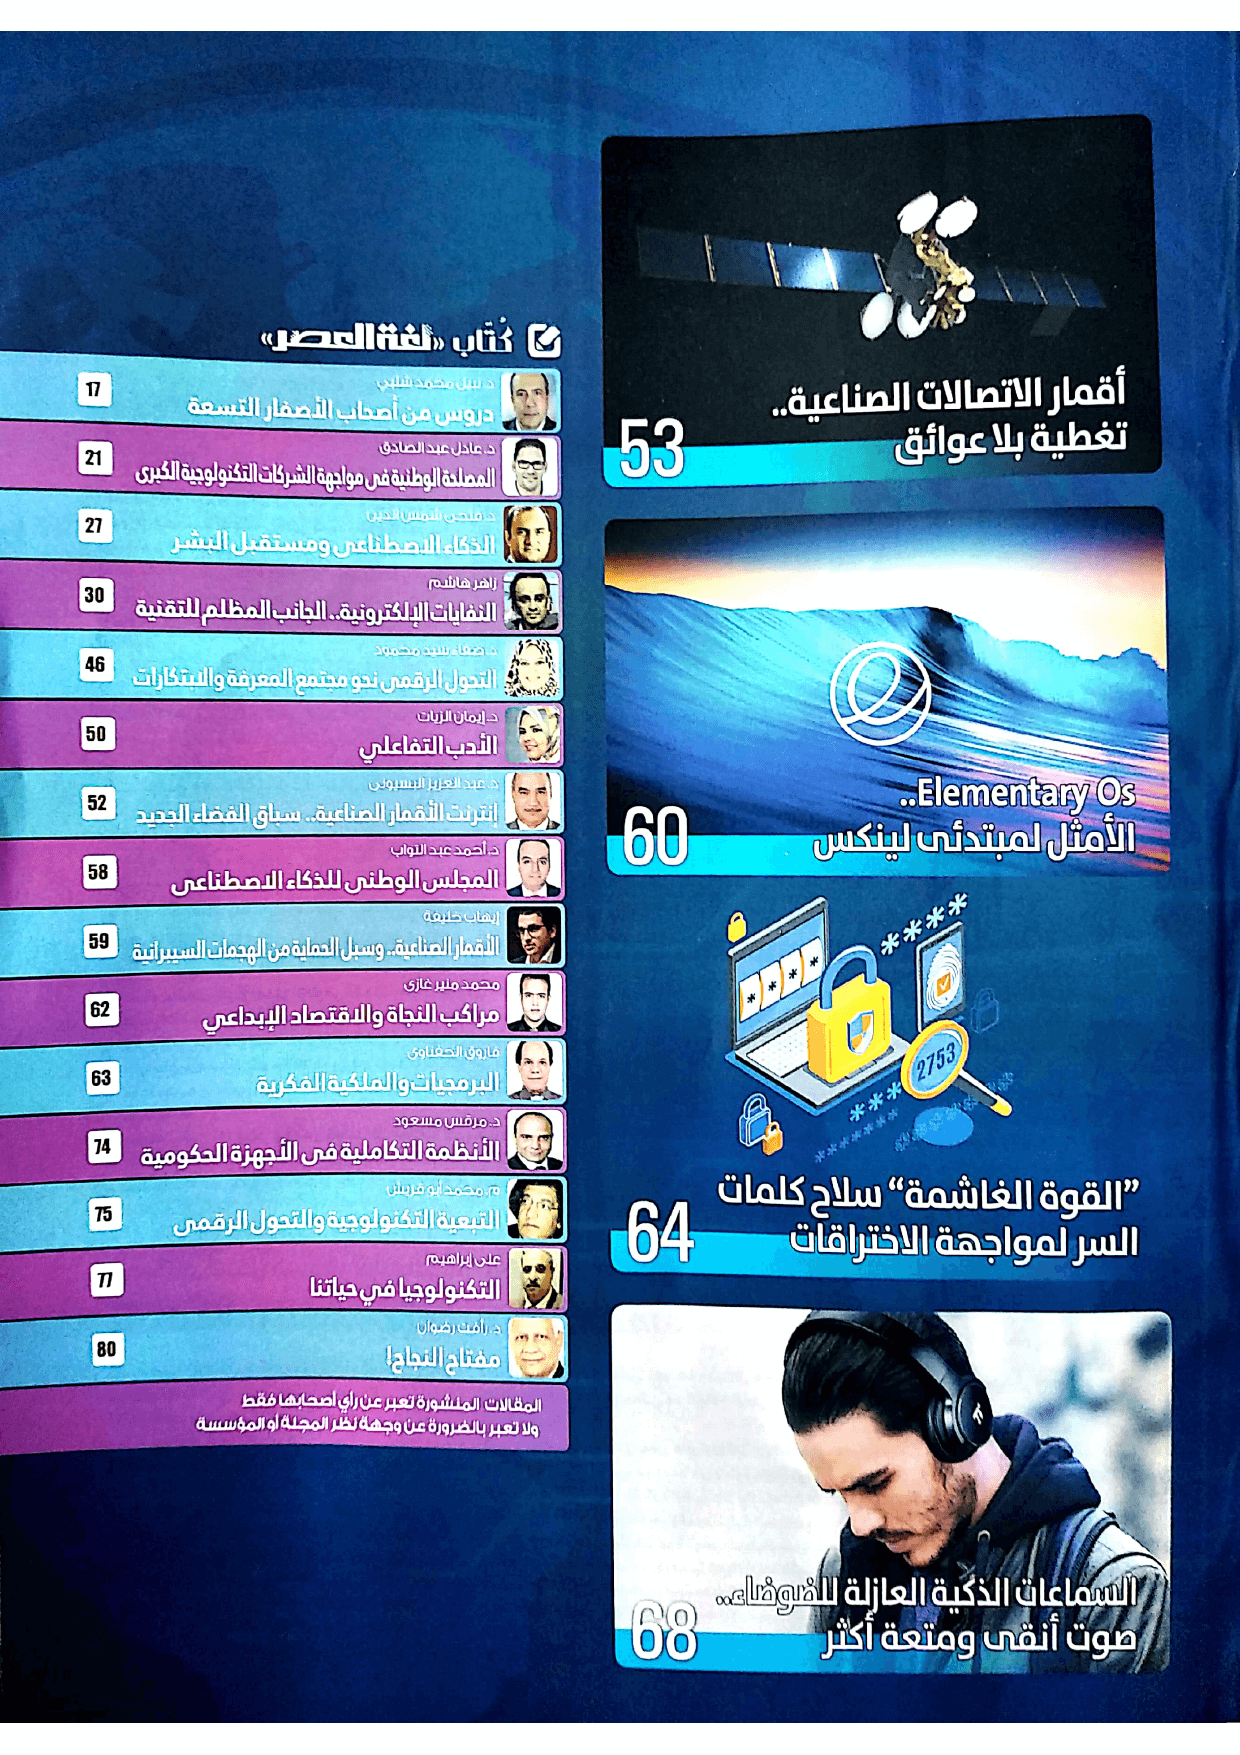 أقمار الاتصالات الصناعية..
تغطية بلا عوائق
53
Elementary Os..
الأمثل لمبتدئى لينكس
60
****
****
2753
"القوة الغاشمة" سلاح كلمات
السر لمواجهة الاختراقات
64
السماعات الذكية العازلة للضوضاء..
صوت أنقى ومتعة أكثر
68
كُتّاب «لغة العصر»
د. نبيل محمد شلبي
دروس من أصحاب الأصفار التسعة
17
د. عادل عبد الصادق
المصلحة الوطنية فى مواجهة الشركات التكنولوجية الكبرى
21
د. فتحى شمس الدين
الذكاء الاصطناعى ومستقبل البشر
27
زاهر هاشم
النفايات الإلكترونية.. الجانب المظلم للتقنية
30
د. صفاء سيد محمود
التحول الرقمى نحو مجتمع المعرفة والابتكارات
46
د. إيمان الزيات
الأدب التفاعلي
50
د. عبد العزيز البسيونى
إنترنت الأقمار الصناعية.. سباق الفضاء الجديد
52
د. أحمد عبد التواب
المجلس الوطنى للذكاء الاصطناعى
58
إيهاب خليفة
الأقمار الصناعية.. وسبل الحماية من الهجمات السيبرانية
59
محمد منير غازى
مراكب النجاة والاقتصاد الإبداعي
62
فاروق الحفناوى
البرمجيات والملكية الفكرية
63
د. مرقس مسعود
الأنظمة التكاملية فى الأجهزة الحكومية
74
م. محمد أبو قريش
التبعية التكنولوجية والتحول الرقمى
75
على إبراهيم
التكنولوجيا في حياتنا
77
د. رأفت رضوان
مفتاح النجاح!
80
المقالات المنشورة تعبر عن رأي أصحابها فقط
ولا تعبر بالضرورة عن وجهة نظر المجلة أو المؤسسة